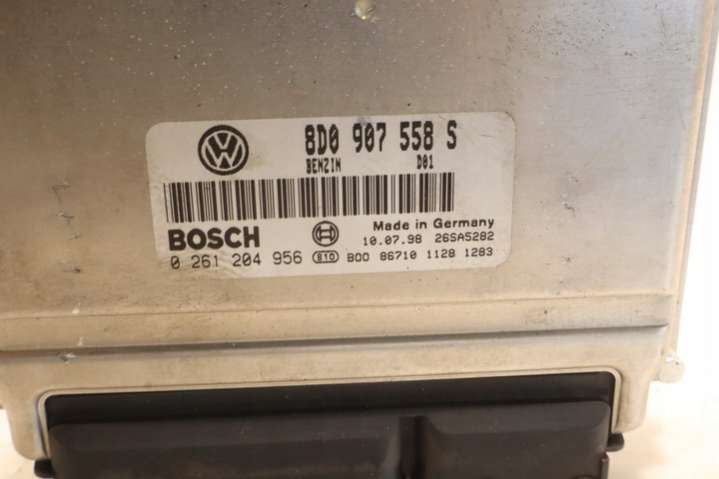 8D0 907 558 S
BENZIN D01
BOSCH Made in Germany
10.07.98 26SA5282
0 261 204 956 810 B00 86710 1128 1283